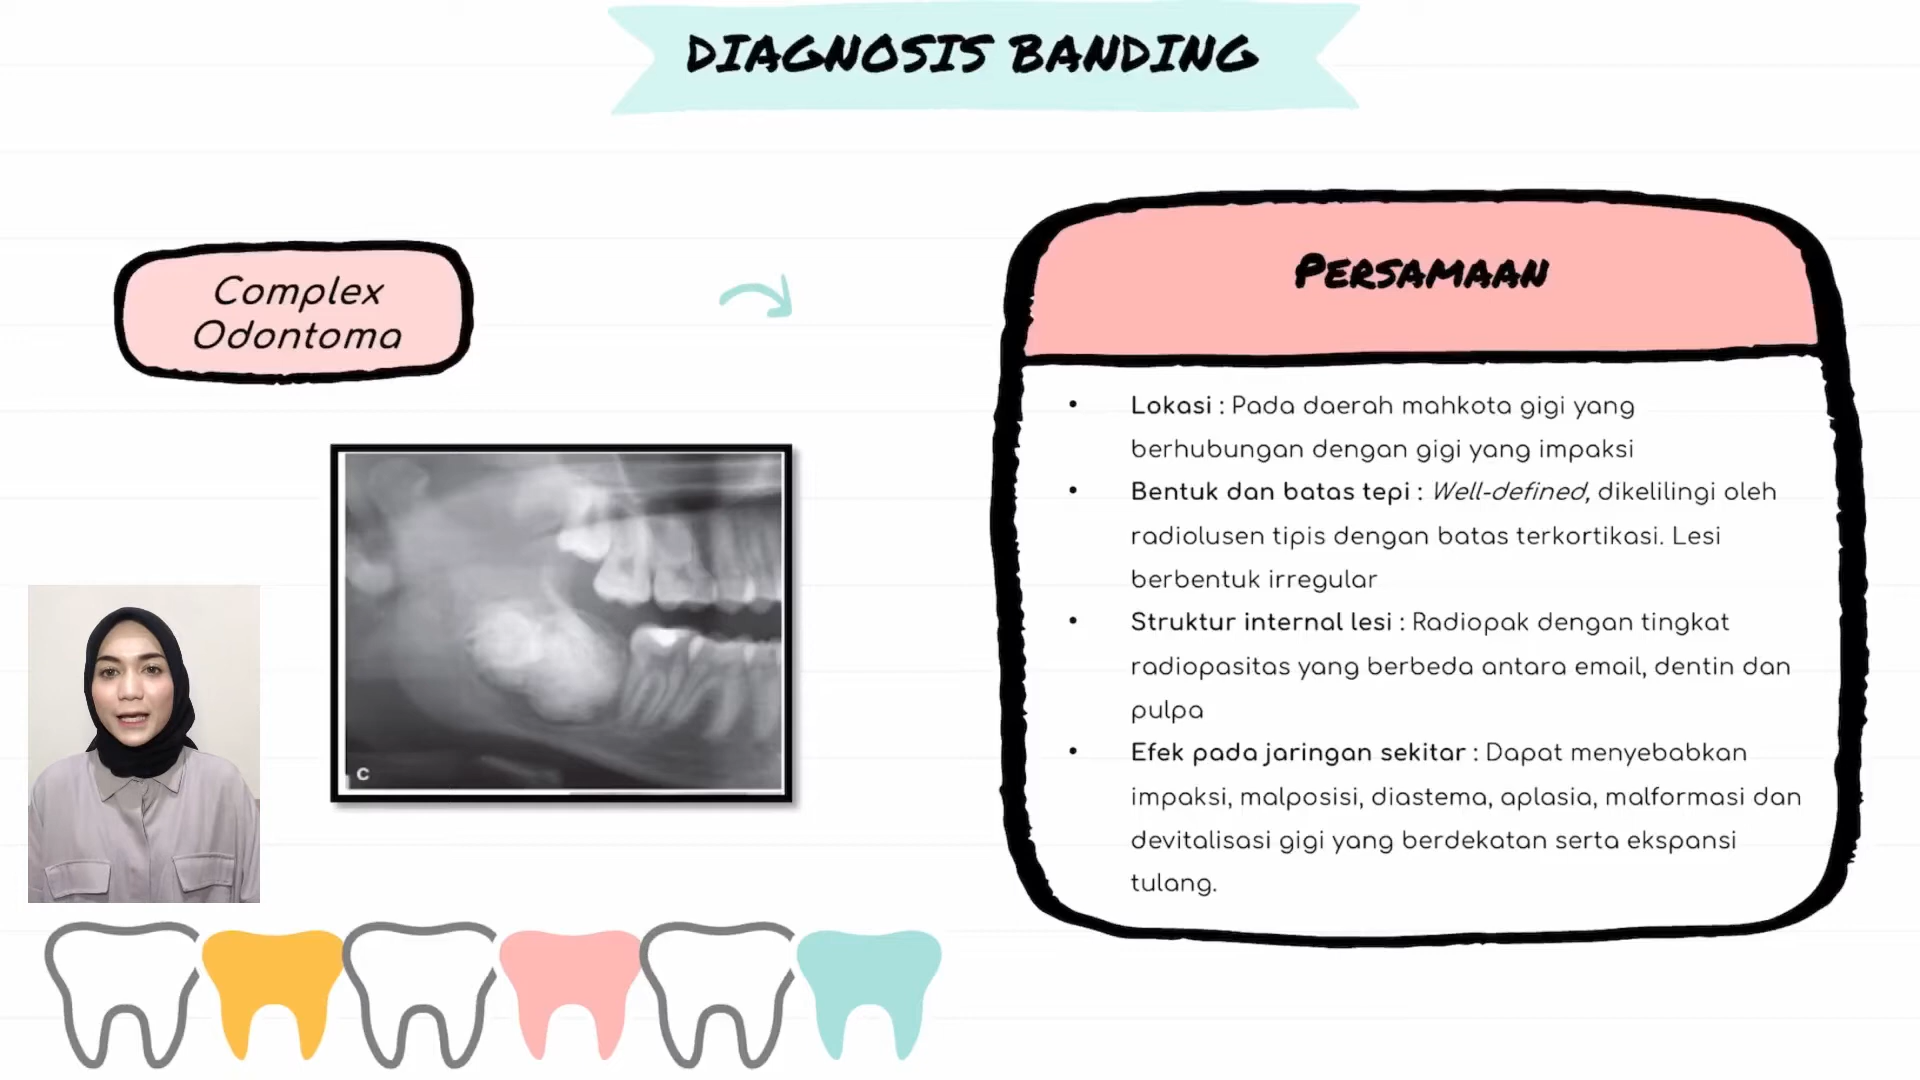 DIAGNOSIS BANDING
Complex
Odontoma
C
PERSAMAAN
• Lokasi : Pada daerah mahkota gigi yang
berhubungan dengan gigi yang impaksi
• Bentuk dan batas tepi : Well-defined, dikelilingi oleh
radiolusen tipis dengan batas terkortikasi. Lesi
berbentuk irregular
• Struktur internal lesi : Radiopak dengan tingkat
radiopasitas yang berbeda antara email, dentin dan
pulpa
• Efek pada jaringan sekitar : Dapat menyebabkan
impaksi, malposisi, diastema, aplasia, malformasi dan
devitalisasi gigi yang berdekatan serta ekspansi
tulang.